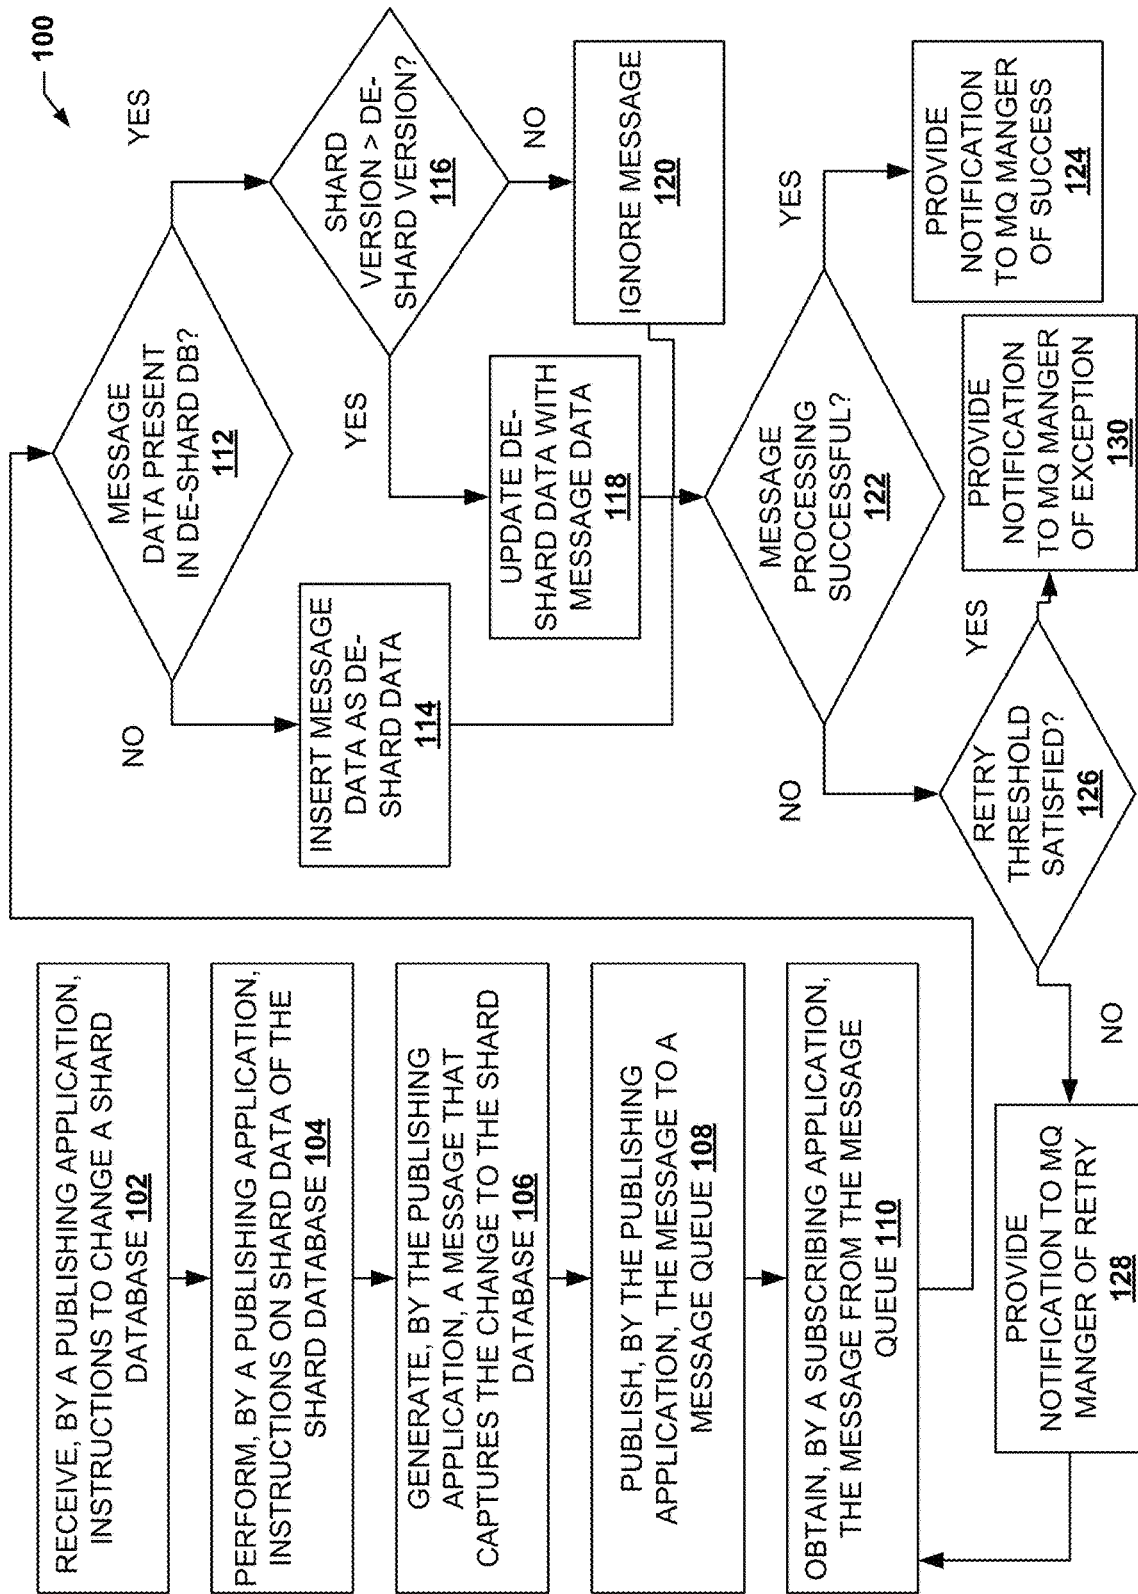 100
RECEIVE, BY A PUBLISHING APPLICATION,
INSTRUCTIONS TO CHANGE A SHARD
DATABASE 102
PERFORM, BY A PUBLISHING APPLICATION,
INSTRUCTIONS ON SHARD DATA OF THE
SHARD DATABASE 104
GENERATE, BY THE PUBLISHING
APPLICATION, A MESSAGE THAT
CAPTURES THE CHANGE TO THE SHARD
DATABASE 106
PUBLISH, BY THE PUBLISHING
APPLICATION, THE MESSAGE TO A
MESSAGE QUEUE 108
OBTAIN, BY A SUBSCRIBING APPLICATION,
THE MESSAGE FROM THE MESSAGE
QUEUE 110
MESSAGE
DATA PRESENT
IN DE-SHARD DB?
112
NO
YES
INSERT MESSAGE
DATA AS DE-
SHARD DATA
114
SHARD
VERSION > DE-
SHARD VERSION?
116
YES
NO
UPDATE DE-
SHARD DATA WITH
MESSAGE DATA
118
IGNORE MESSAGE
120
MESSAGE
PROCESSING
SUCCESSFUL?
122
NO
YES
PROVIDE
NOTIFICATION
TO MQ MANGER
OF SUCCESS
124
RETRY
THRESHOLD
SATISFIED?
126
NO
YES
PROVIDE
NOTIFICATION TO MQ
MANGER OF RETRY
128
PROVIDE
NOTIFICATION
TO MQ MANGER
OF EXCEPTION
130